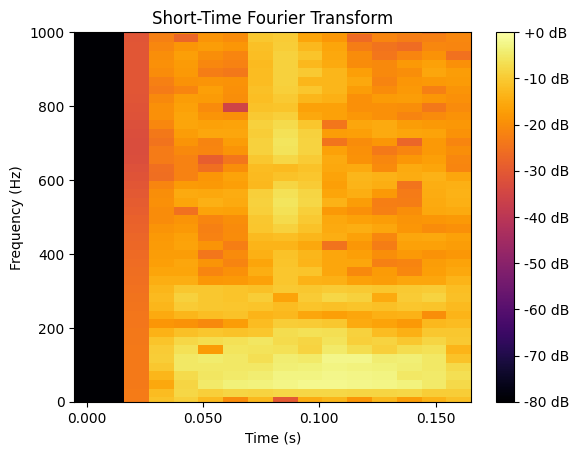 Short-Time Fourier Transform
Frequency (Hz)
1000
800
600
400
200
0
0.000
0.050
0.100
0.150
Time (s)
+0 dB
-10 dB
-20 dB
-30 dB
-40 dB
-50 dB
-60 dB
-70 dB
-80 dB